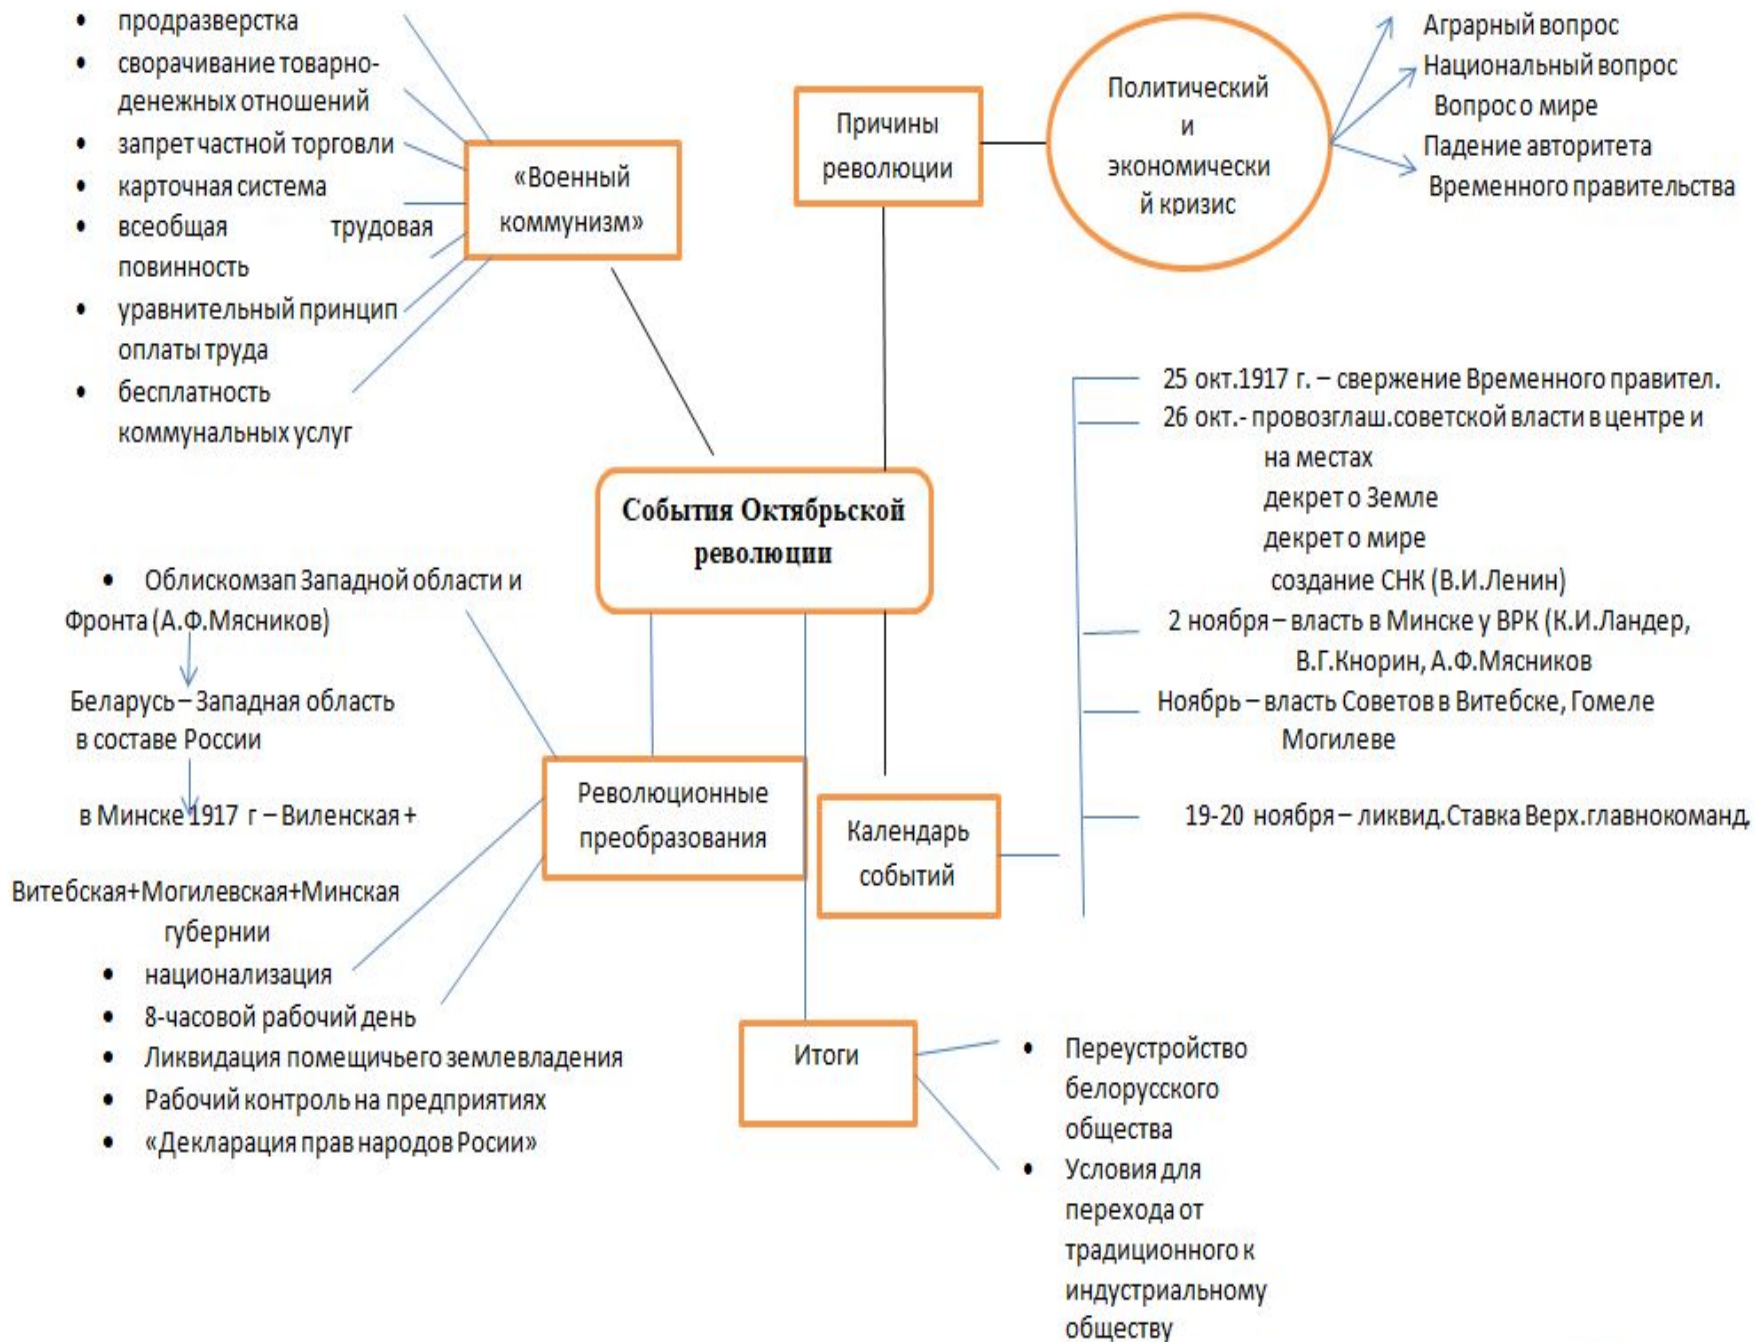 • продразверстка
• сворачивание товарно-
денежных отношений
• запрет частной торговли
• карточная система
• всеобщая трудовая
повинность
• уравнительный принцип
оплаты труда
• бесплатность
коммунальных услуг
«Военный
коммунизм»
Причины
революции
Политический
и
экономически
й кризис
Аграрный вопрос
Национальный вопрос
Вопрос о мире
Падение авторитета
Временного правительства
События Октябрьской
революции
25 окт.1917 г. – свержение Временного правител.
26 окт.- провозглаш.советской власти в центре и
на местах
декрет о Земле
декрет о мире
создание СНК (В.И.Ленин)
2 ноября – власть в Минске у ВРК (К.И.Ландер,
В.Г.Кнорин, А.Ф.Мясников
Ноябрь – власть Советов в Витебске, Гомеле
Могилеве
19-20 ноября – ликвид.Ставка Верх.главнокоманд.
Календарь
событий
• Облискомзап Западной области и
Фронта (А.Ф.Мясников)
Беларусь – Западная область
в составе России
в Минске 1917 г – Виленская +
Витебская+Могилевская+Минская
губернии
• национализация
• 8-часовой рабочий день
• Ликвидация помещичьего землевладения
• Рабочий контроль на предприятиях
• «Декларация прав народов Росии»
Революционные
преобразования
Итоги
• Переустройство
белорусского
общества
• Условия для
перехода от
традиционного к
индустриальному
обществу